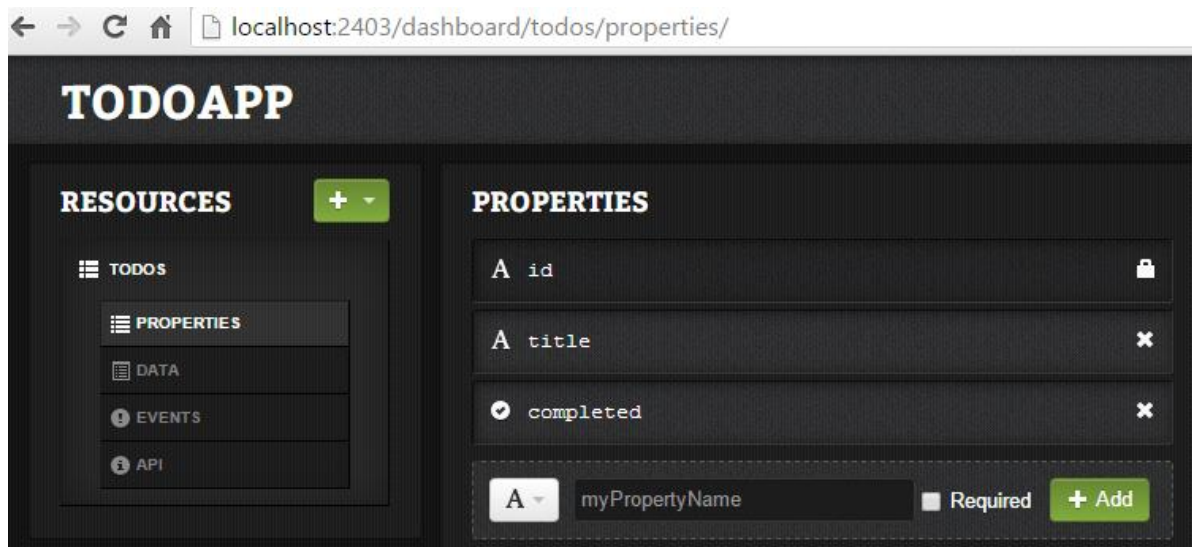 localhost:2403/dashboard/todos/properties/
TODOAPP
RESOURCES
TODOS
PROPERTIES
DATA
EVENTS
API
PROPERTIES
A id
A title
completed
A myPropertyName Required + Add